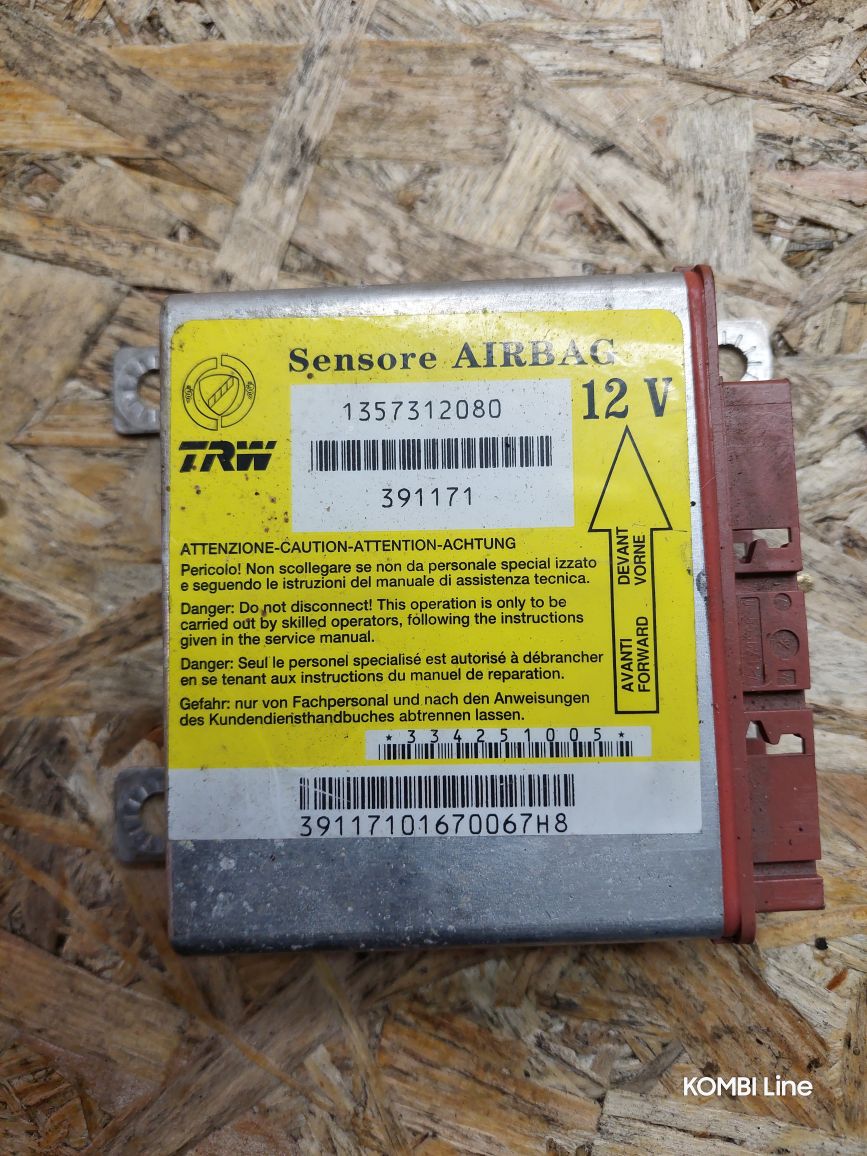 Sensore AIRBAG
12 V
1357312080
TRW
391171
ATTENZIONE-CAUTION-ATTENTION-ACHTUNG
Pericolo! Non scollegare se non da personale special izzato
e seguendo le istruzioni del manuale di assistenza tecnica.
Danger: Do not disconnect! This operation is only to be
carried out by skilled operators, following the instructions
given in the service manual.
Danger: Seul le personel specialisé est autorisé à débrancher
en se tenant aux instructions du manuel de reparation.
Gefahr: nur von Fachpersonal und nach den Anweisungen
des Kundendiensthandbuches abtrennen lassen.
AVANTI DEVANT
FORWARD VORNE
*334251005*
39117101670067H8
KOMBI Line